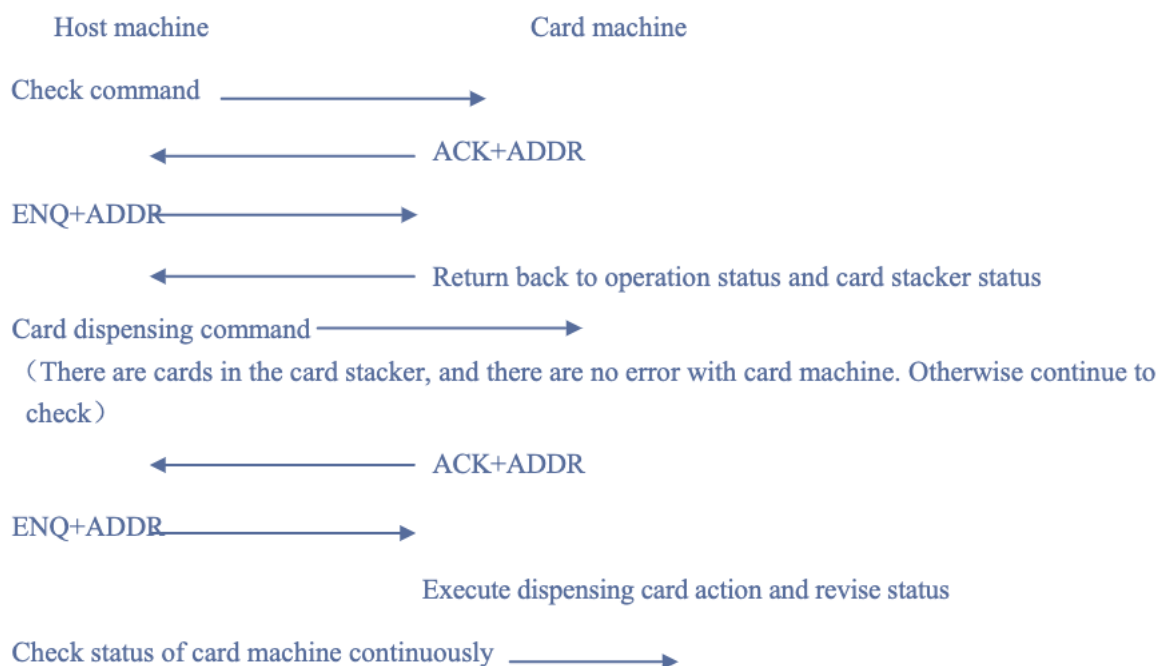 Host machine Card machine
Check command
ACK+ADDR
ENQ+ADDR
Return back to operation status and card stacker status
Card dispensing command
（There are cards in the card stacker, and there are no error with card machine. Otherwise continue to
check）
ACK+ADDR
ENQ+ADDR
Execute dispensing card action and revise status
Check status of card machine continuously